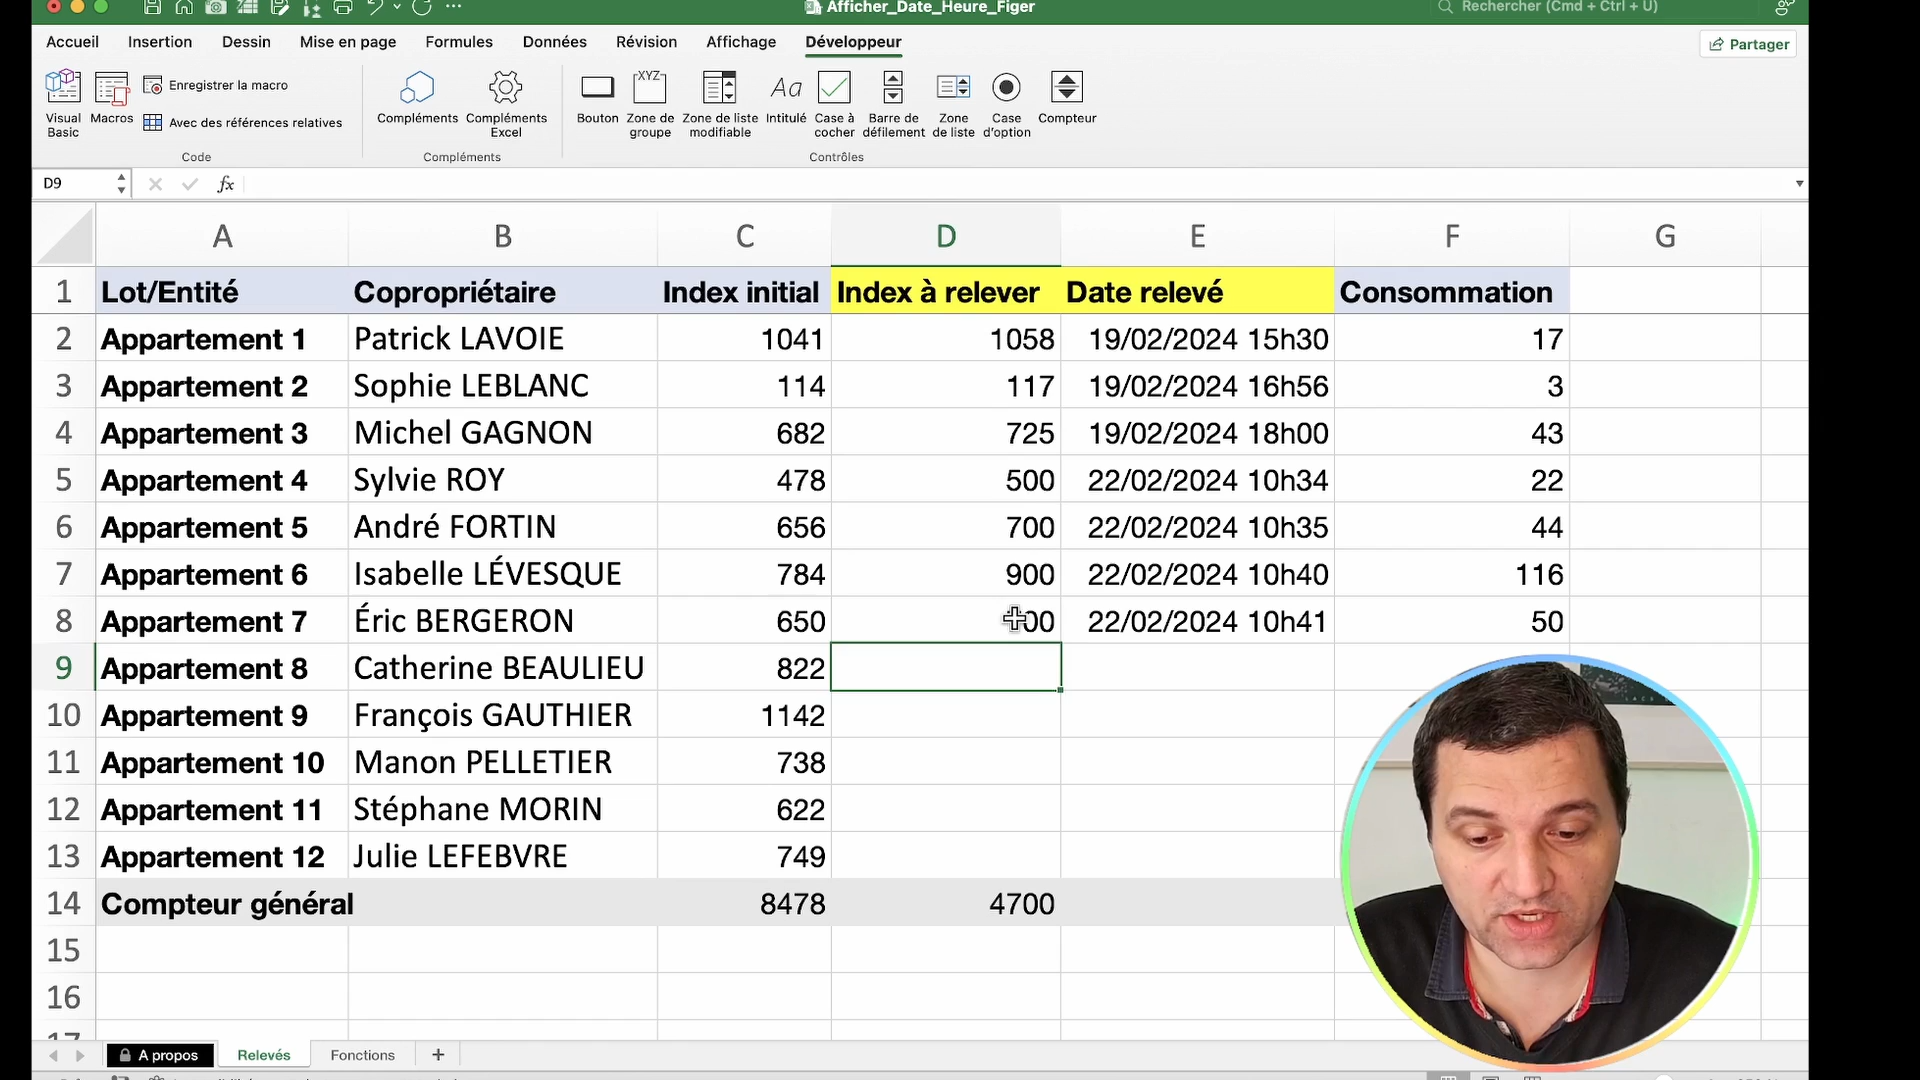 Afficher_Date_Heure_Figer
Rechercher (Cmd + Ctrl + U)
Accueil Insertion Dessin Mise en page Formules Données Révision Affichage Développeur
Partager
Visual Basic
Macros
Enregistrer la macro
Avec des références relatives
Code
Compléments
Compléments Excel
Compléments
Bouton
Zone de groupe
Zone de liste modifiable
Aa
Intitulé
Case à cocher
Barre de défilement
Zone de liste
Case d'option
Compteur
XYZ
Contrôles
D9 fx
A B C D E F G
1 Lot/Entité Copropriétaire Index initial Index à relever Date relevé Consommation
2 Appartement 1 Patrick LAVOIE 1041 1058 19/02/2024 15h30 17
3 Appartement 2 Sophie LEBLANC 114 117 19/02/2024 16h56 3
4 Appartement 3 Michel GAGNON 682 725 19/02/2024 18h00 43
5 Appartement 4 Sylvie ROY 478 500 22/02/2024 10h34 22
6 Appartement 5 André FORTIN 656 700 22/02/2024 10h35 44
7 Appartement 6 Isabelle LÉVESQUE 784 900 22/02/2024 10h40 116
8 Appartement 7 Éric BERGERON 650 00 22/02/2024 10h41 50
9 Appartement 8 Catherine BEAULIEU 822
10 Appartement 9 François GAUTHIER 1142
11 Appartement 10 Manon PELLETIER 738
12 Appartement 11 Stéphane MORIN 622
13 Appartement 12 Julie LEFEBVRE 749
14 Compteur général 8478 4700
15
16
A propos Relevés Fonctions +